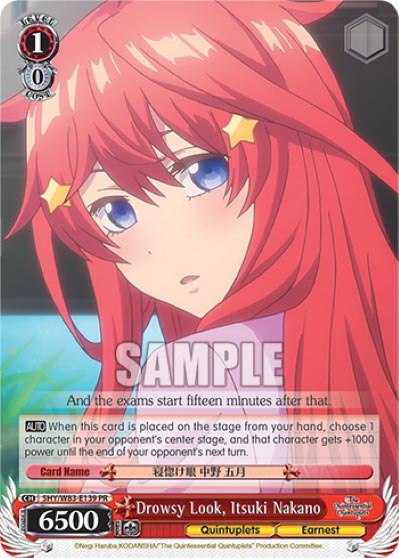 LEVEL
1
0
COST
SAMPLE
And the exams start fifteen minutes after that.
AUTO When this card is placed on the stage from your hand, choose 1
character in your opponent's center stage, and that character gets +1000
power until the end of your opponent's next turn.
Card Name 寝惚け眼 中野 五月
CH 5HY/W83-E139 PR
Drowsy Look, Itsuki Nakano
The Quintessential Quintuplets
6500
Quintuplets Earnest
©Negi Haruba,KODANSHA/"The Quintessential Quintuplets" Production Committee